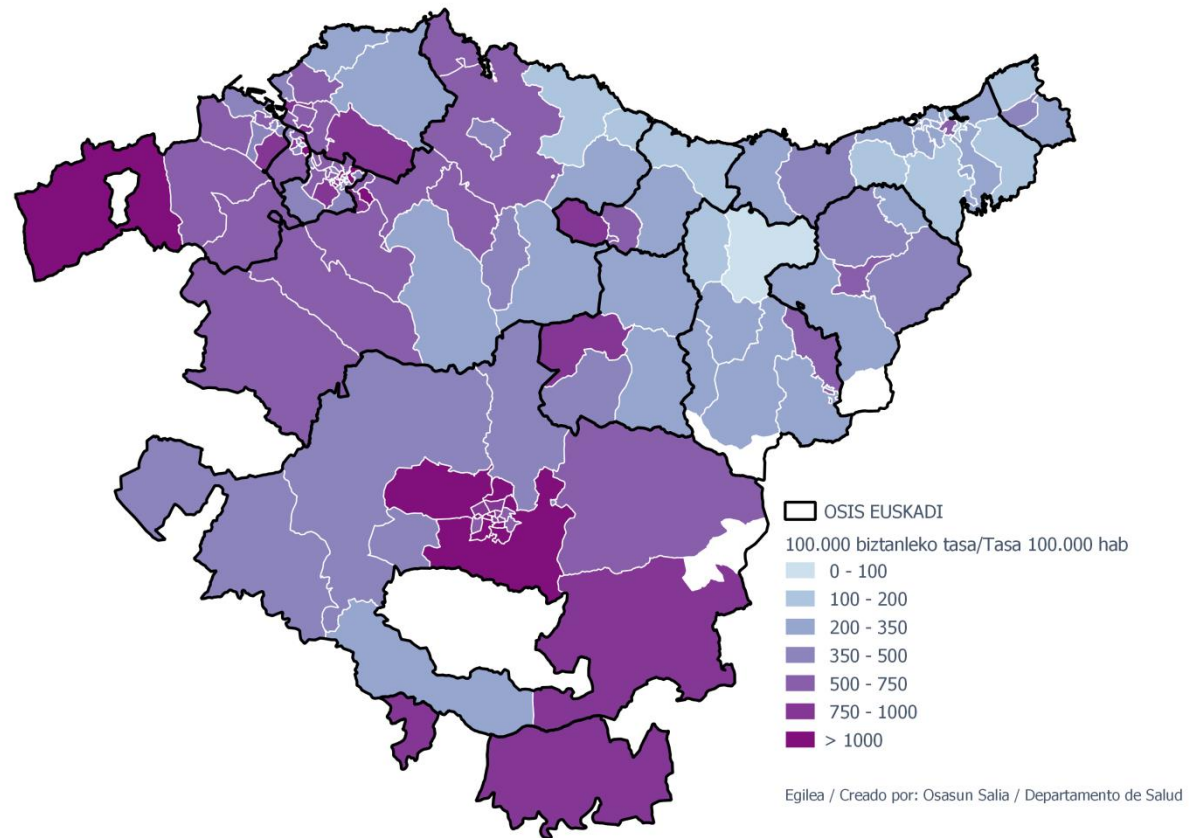 OSIS EUSKADI
100.000 biztanleko tasa/Tasa 100.000 hab
0 - 100
100 - 200
200 - 350
350 - 500
500 - 750
750 - 1000
> 1000
Egilea / Creado por: Osasun Salia / Departamento de Salud